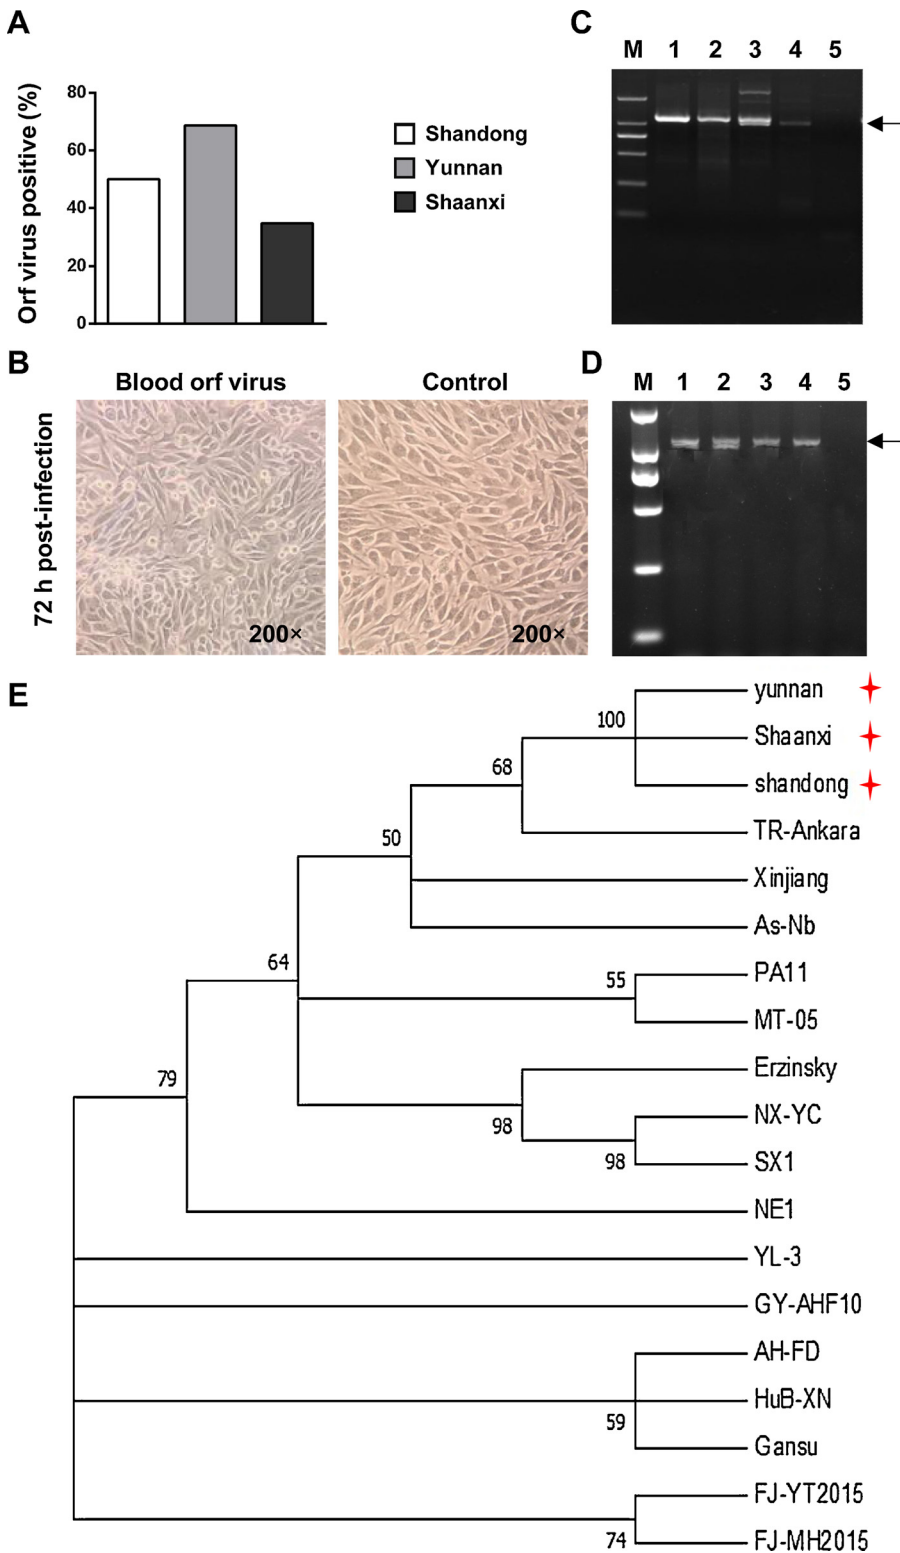 A
Orf virus positive (%)
80
60
40
20
0
Shandong
Yunnan
Shaanxi
B
Blood orf virus
Control
72 h post-infection
200×
200×
C
M 1 2 3 4 5
D
M 1 2 3 4 5
E
yunnan
100
Shaanxi
68
shandong
50
TR-Ankara
Xinjiang
As-Nb
64
55
PA11
MT-05
79
Erzinsky
98
NX-YC
98
SX1
NE1
YL-3
GY-AHF10
AH-FD
HuB-XN
59
Gansu
FJ-YT2015
74
FJ-MH2015